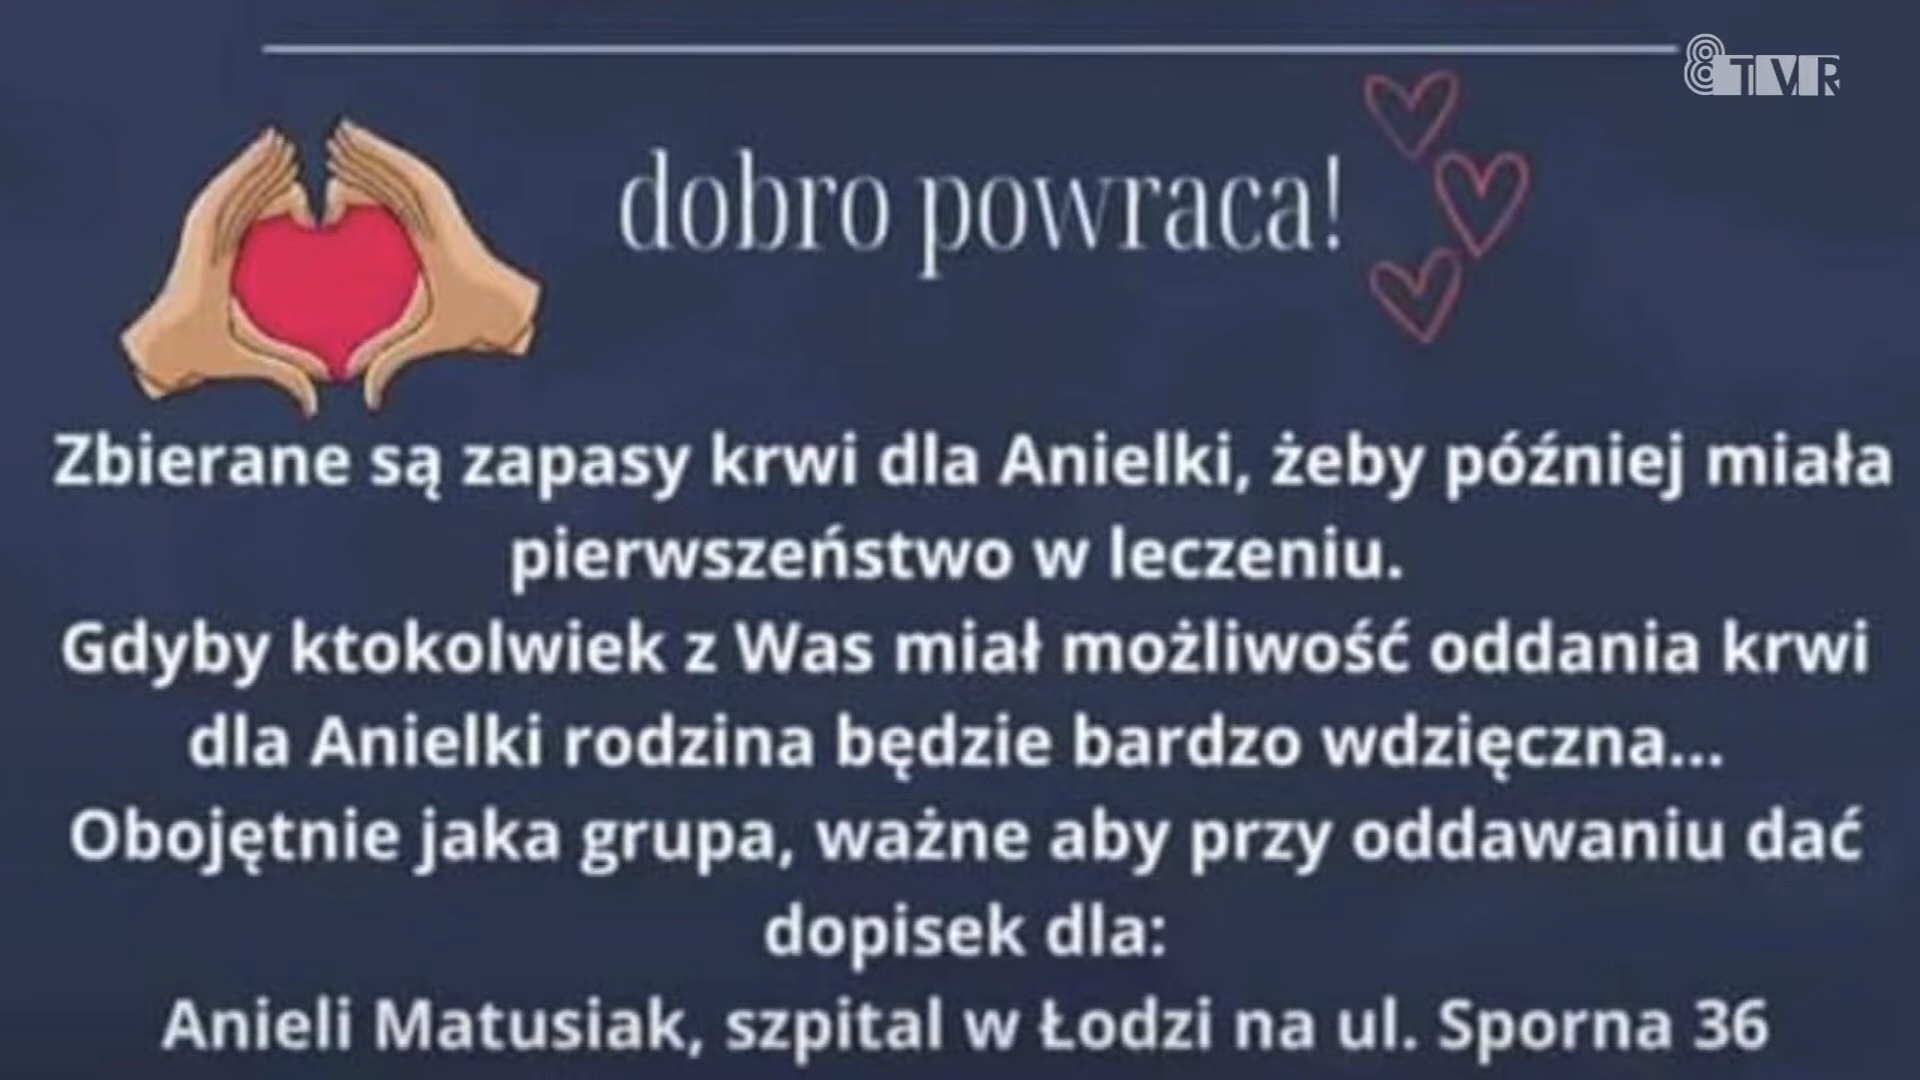 TVR
dobro powraca!
Zbierane są zapasy krwi dla Anielki, żeby później miała
pierwszeństwo w leczeniu.
Gdyby ktokolwiek z Was miał możliwość oddania krwi
dla Anielki rodzina będzie bardzo wdzięczna...
Obojętnie jaka grupa, ważne aby przy oddawaniu dać
dopisek dla:
Anieli Matusiak, szpital w Łodzi na ul. Sporna 36